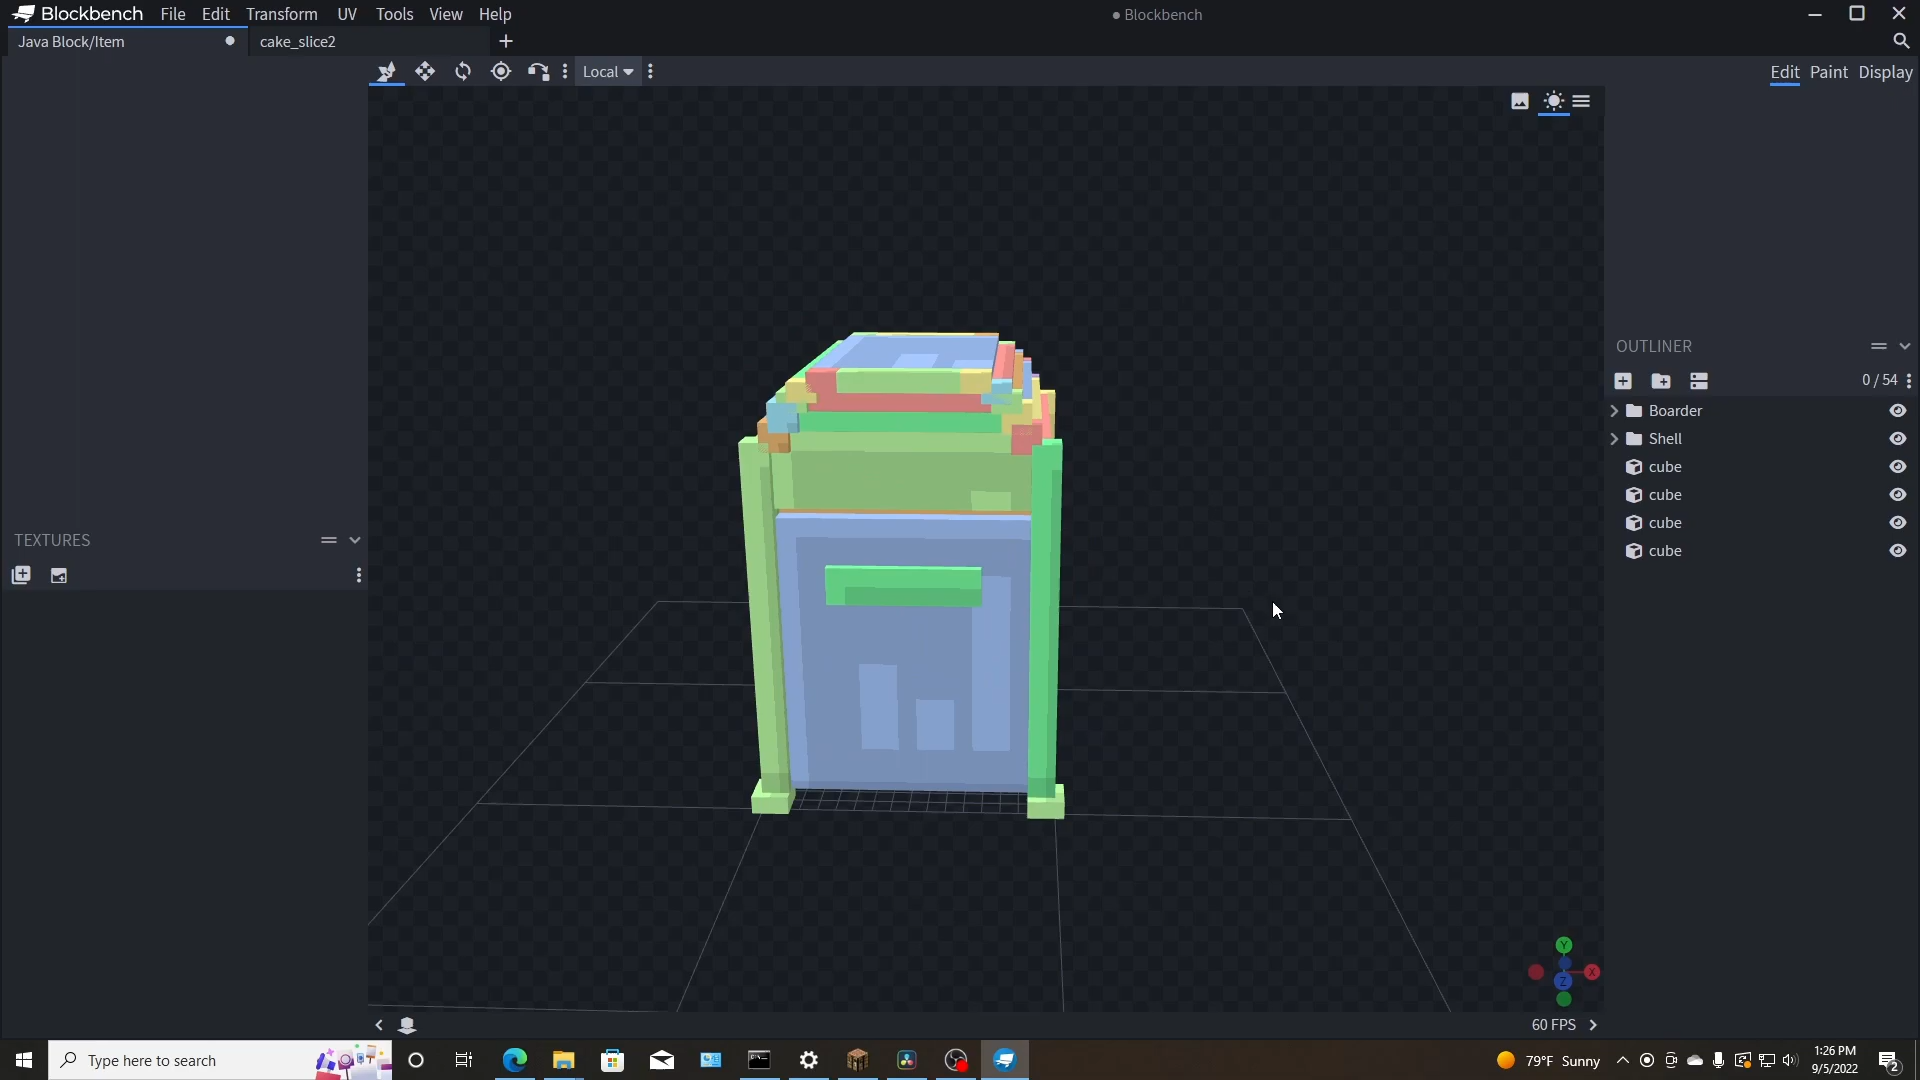 Blockbench File Edit Transform UV Tools View Help
Blockbench
Java Block/Item
cake_slice2
Local
Edit Paint Display
OUTLINER
0 / 54
Boarder
Shell
cube
cube
cube
cube
TEXTURES
Y
X
Z
60 FPS
Type here to search
79°F Sunny
1:26 PM
9/5/2022
2